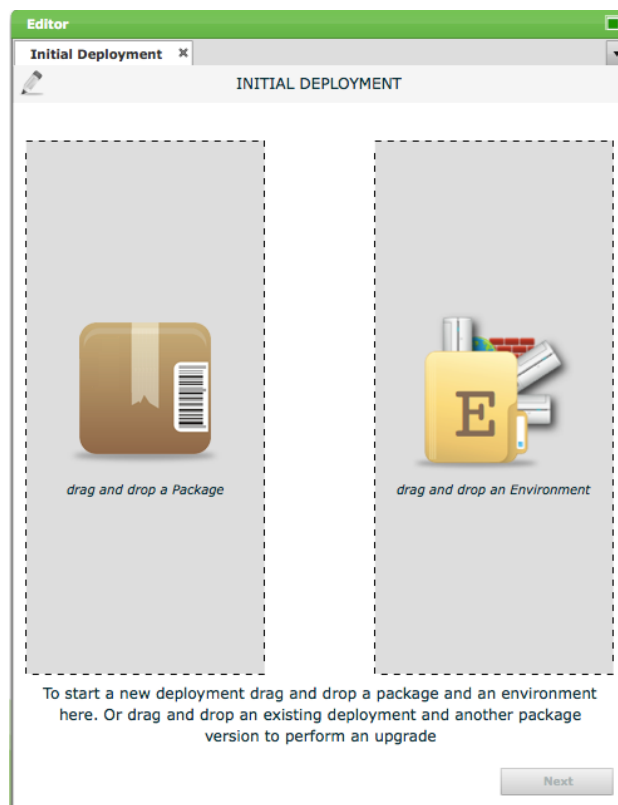 Editor
Initial Deployment
INITIAL DEPLOYMENT
E
drag and drop a Package
drag and drop an Environment
To start a new deployment drag and drop a package and an environment
here. Or drag and drop an existing deployment and another package
version to perform an upgrade
Next